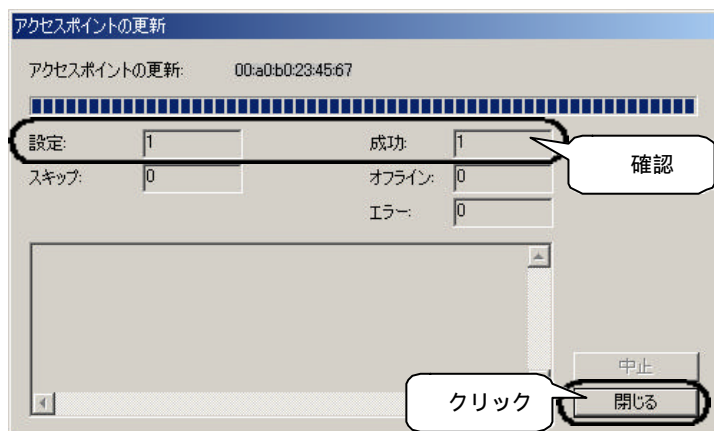 アクセスポイントの更新
アクセスポイントの更新: 00:a0:b0:23:45:67
設定: 1 成功: 1
確認
スキップ: 0 オフライン: 0
エラー: 0
中止
クリック
閉じる